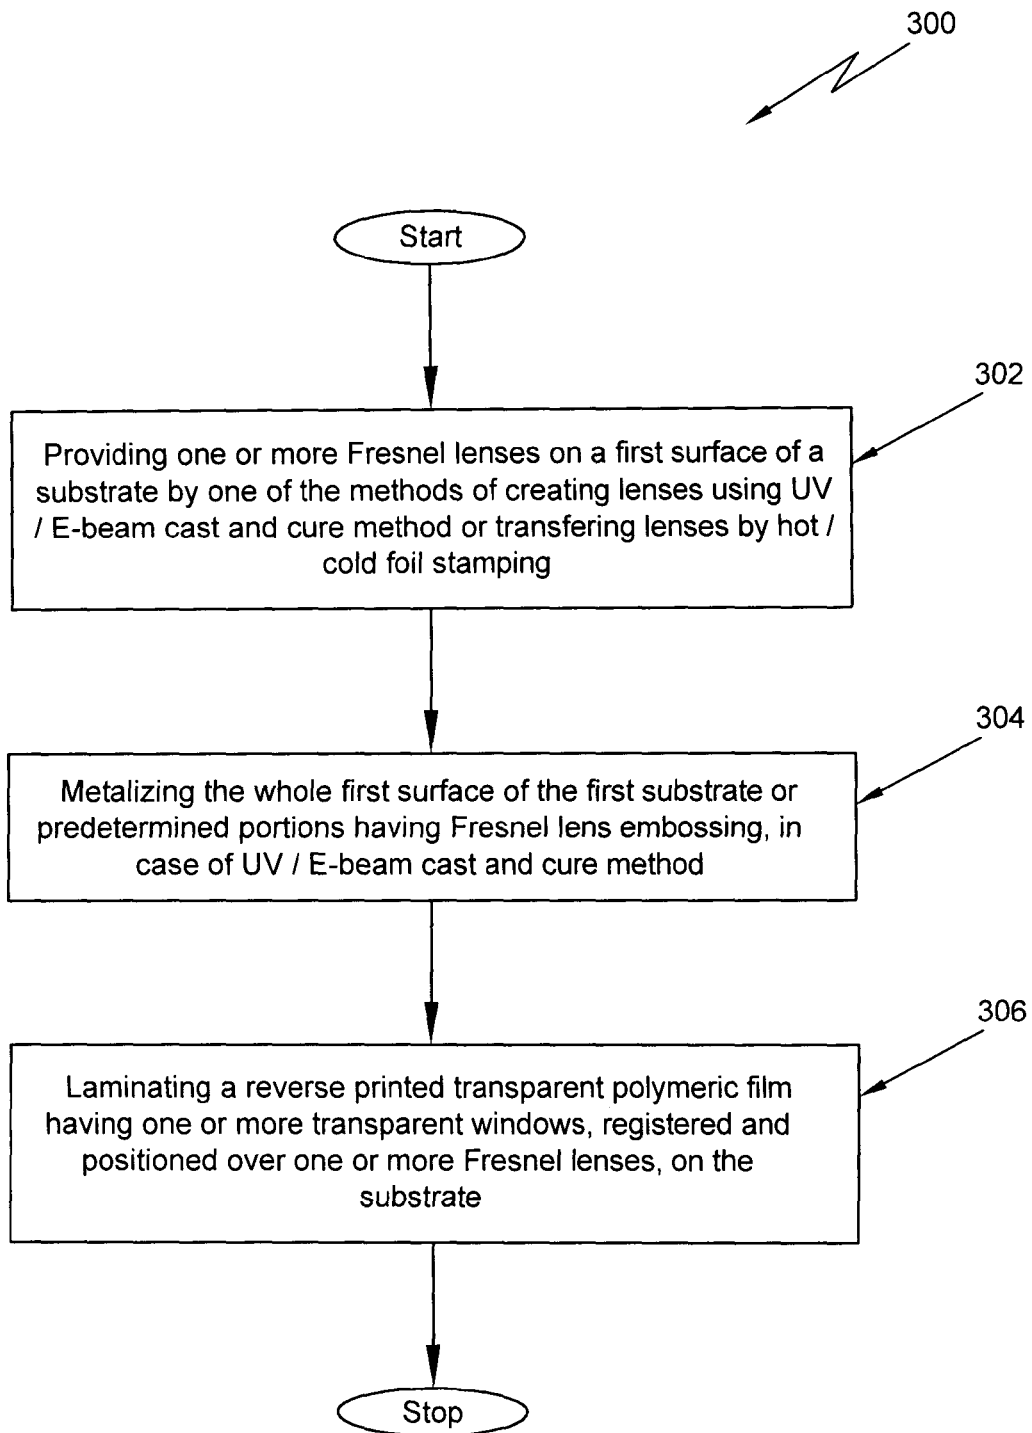 300
Start
302
Providing one or more Fresnel lenses on a first surface of a
substrate by one of the methods of creating lenses using UV
/ E-beam cast and cure method or transfering lenses by hot /
cold foil stamping
304
Metalizing the whole first surface of the first substrate or
predetermined portions having Fresnel lens embossing, in
case of UV / E-beam cast and cure method
306
Laminating a reverse printed transparent polymeric film
having one or more transparent windows, registered and
positioned over one or more Fresnel lenses, on the
substrate
Stop